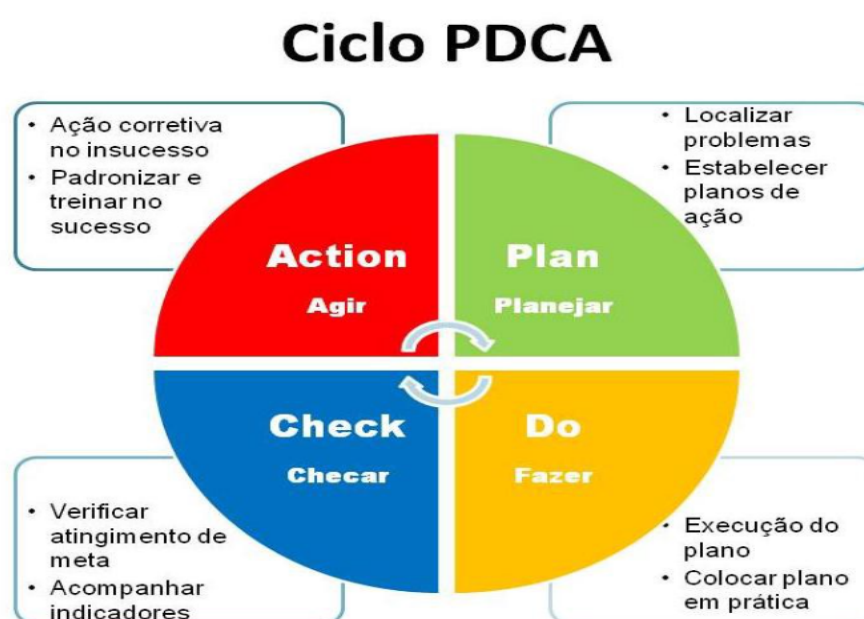 Ciclo PDCA
• Ação corretiva
no insucesso
• Padronizar e
treinar no
sucesso
• Localizar
problemas
• Estabelecer
planos de
ação
Action
Agir
Plan
Planejar
Check
Checar
Do
Fazer
• Verificar
atingimento de
meta
• Acompanhar
indicadores
• Execução do
plano
• Colocar plano
em prática